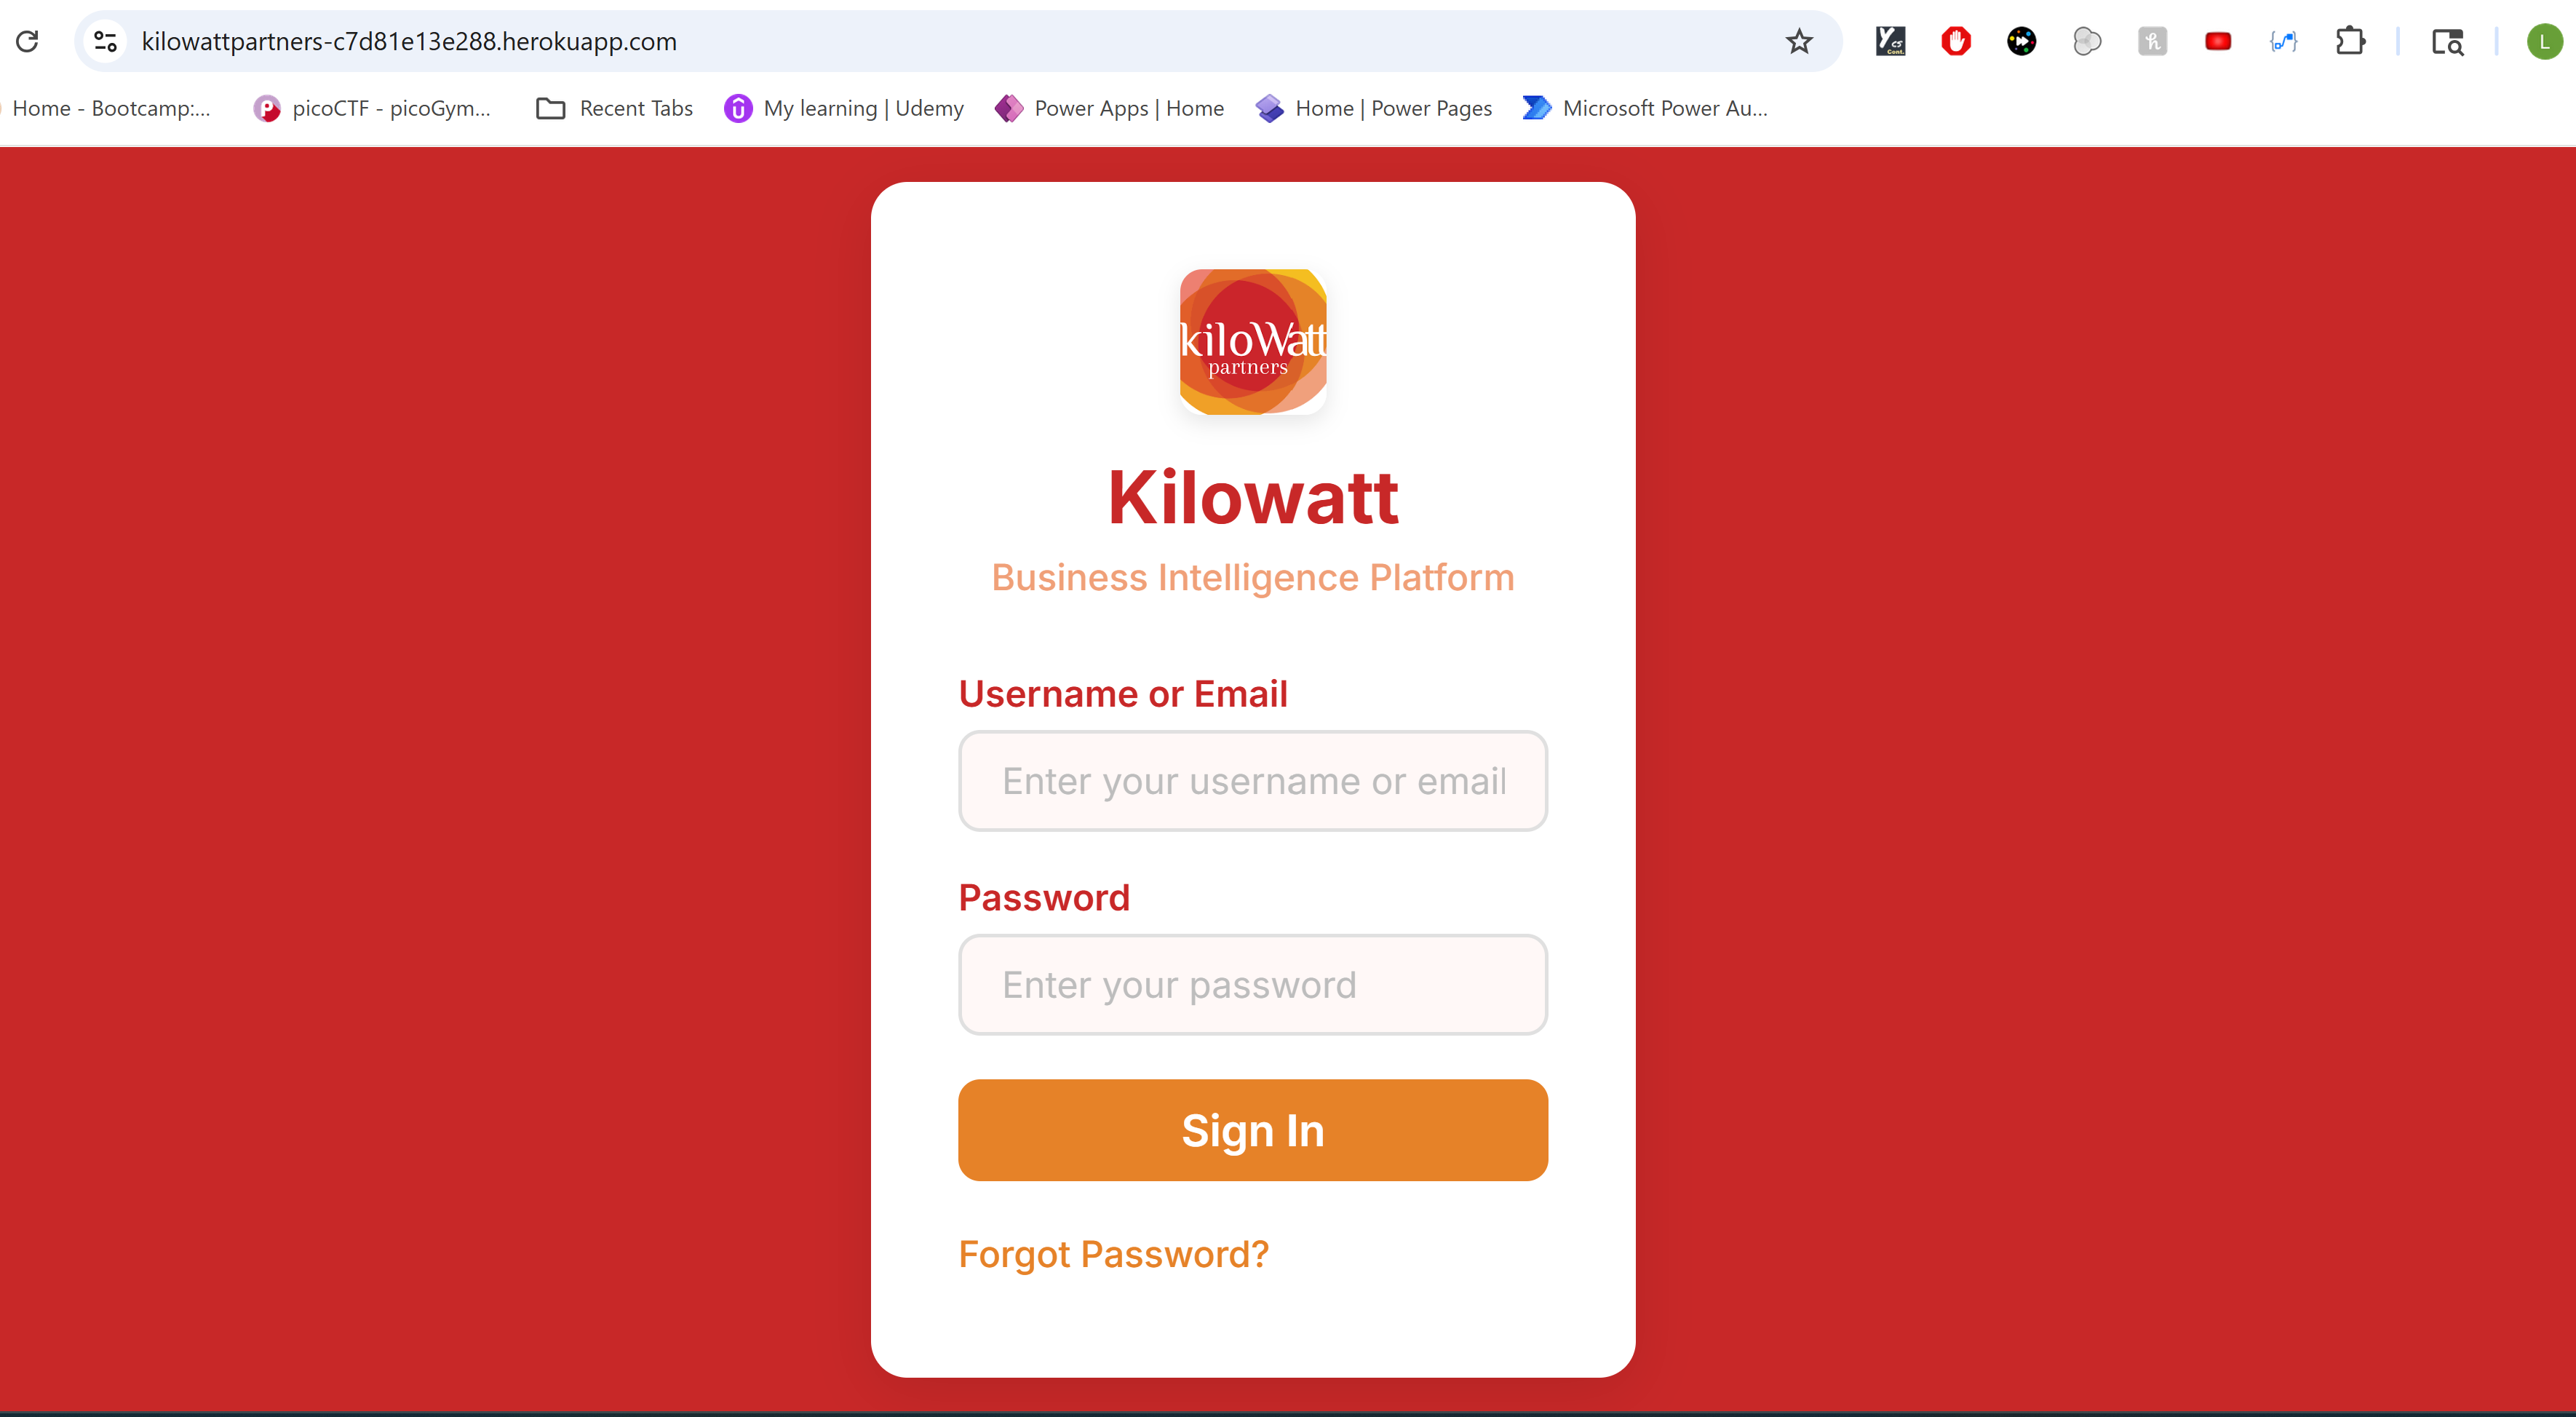 kilowattpartners-c7d81e13e288.herokuapp.com
L
Home - Bootcamp:...
picoCTF - picoGym...
Recent Tabs
My learning | Udemy
Power Apps | Home
Home | Power Pages
Microsoft Power Au...
kiloWatt
partners
Kilowatt
Business Intelligence Platform
Username or Email
Enter your username or email
Password
Enter your password
Sign In
Forgot Password?